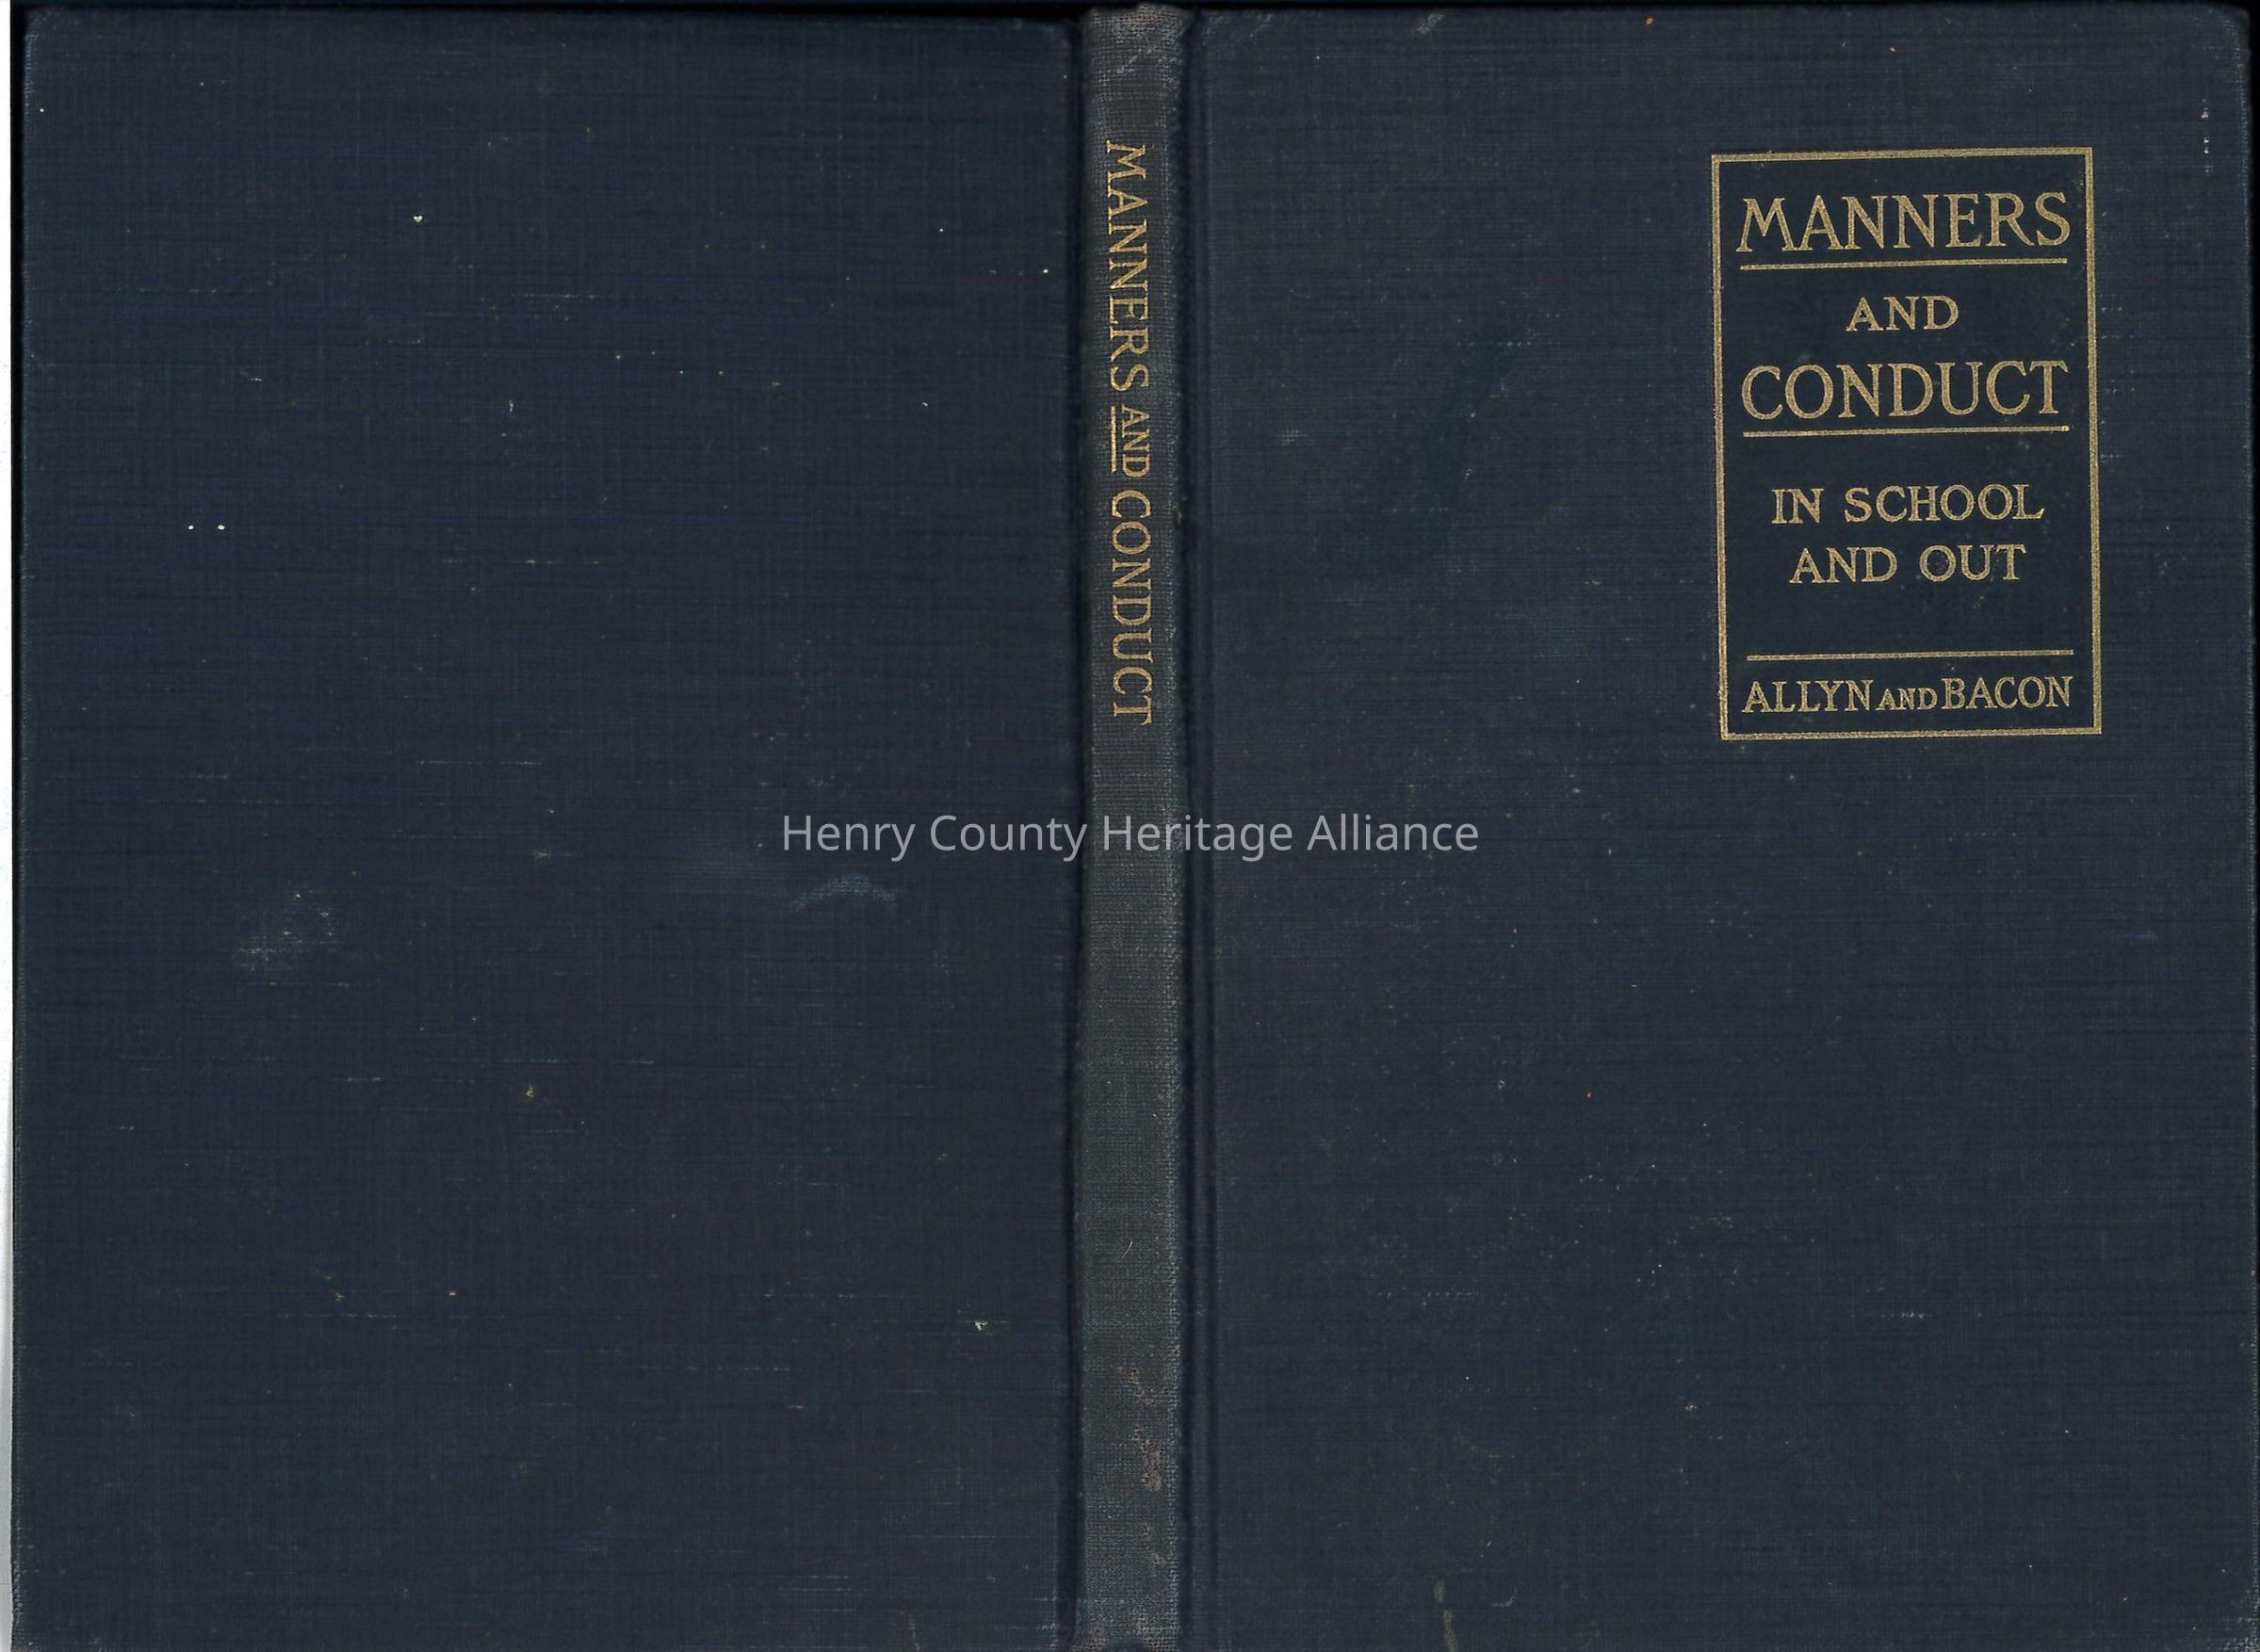 MANNERS AND CONDUCT
MANNERS
AND
CONDUCT
IN SCHOOL
AND OUT
ALLYN AND BACON
Henry County Heritage Alliance